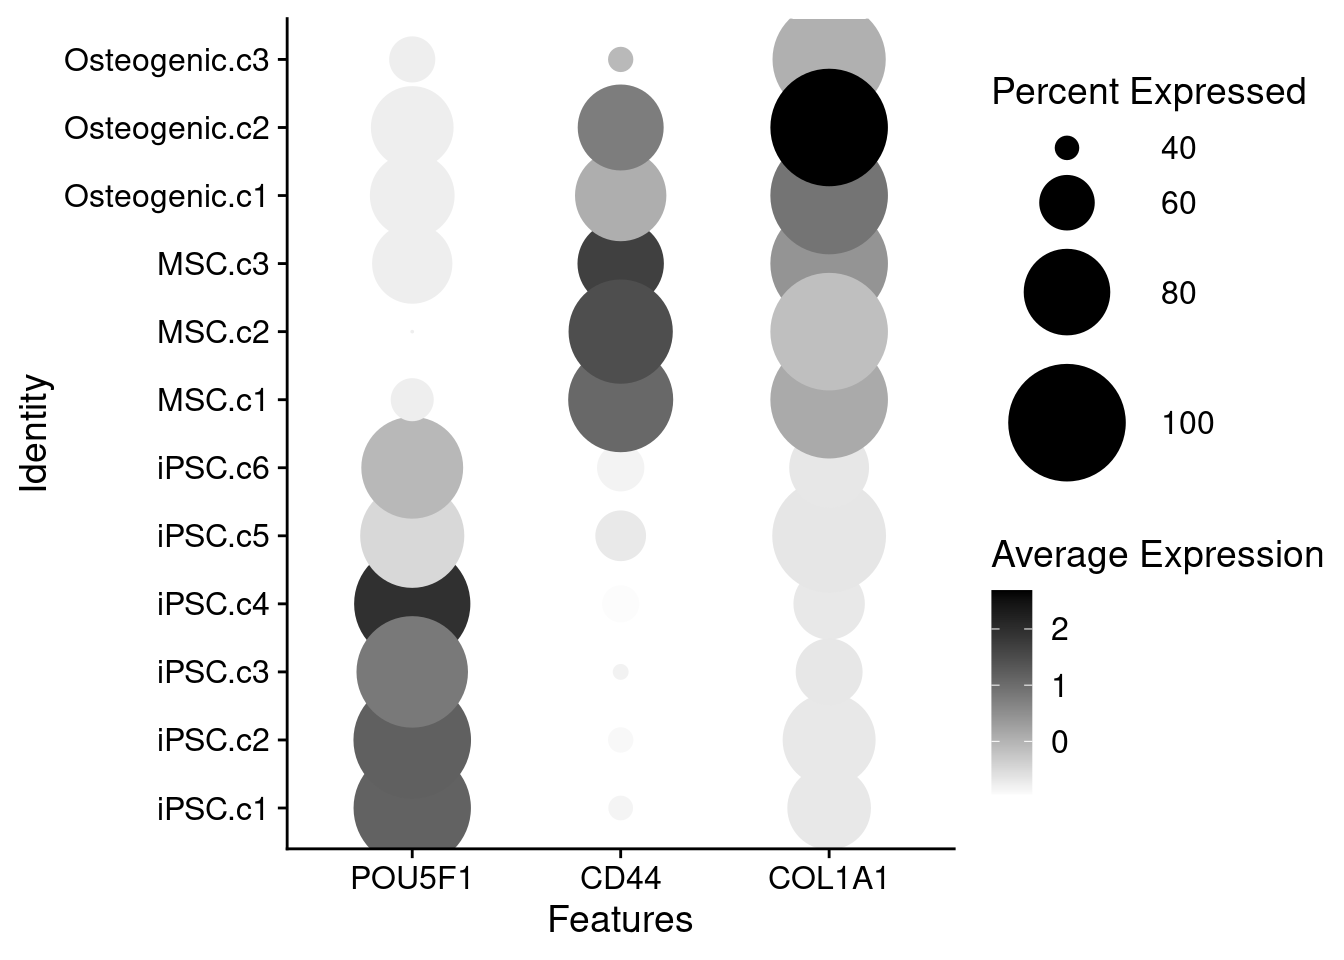 Osteogenic.c3
Osteogenic.c2
Osteogenic.c1
MSC.c3
MSC.c2
MSC.c1
iPSC.c6
iPSC.c5
iPSC.c4
iPSC.c3
iPSC.c2
iPSC.c1
Identity
POU5F1 CD44 COL1A1
Features
Percent Expressed
40
60
80
100
Average Expression
2
1
0